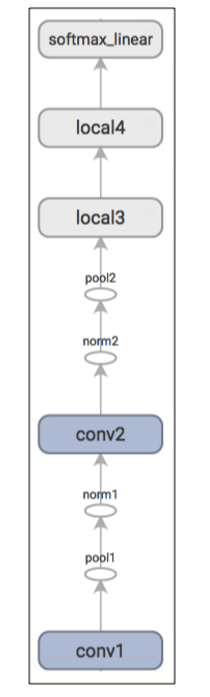 softmax_linear
local4
local3
pool2
norm2
conv2
norm1
pool1
conv1